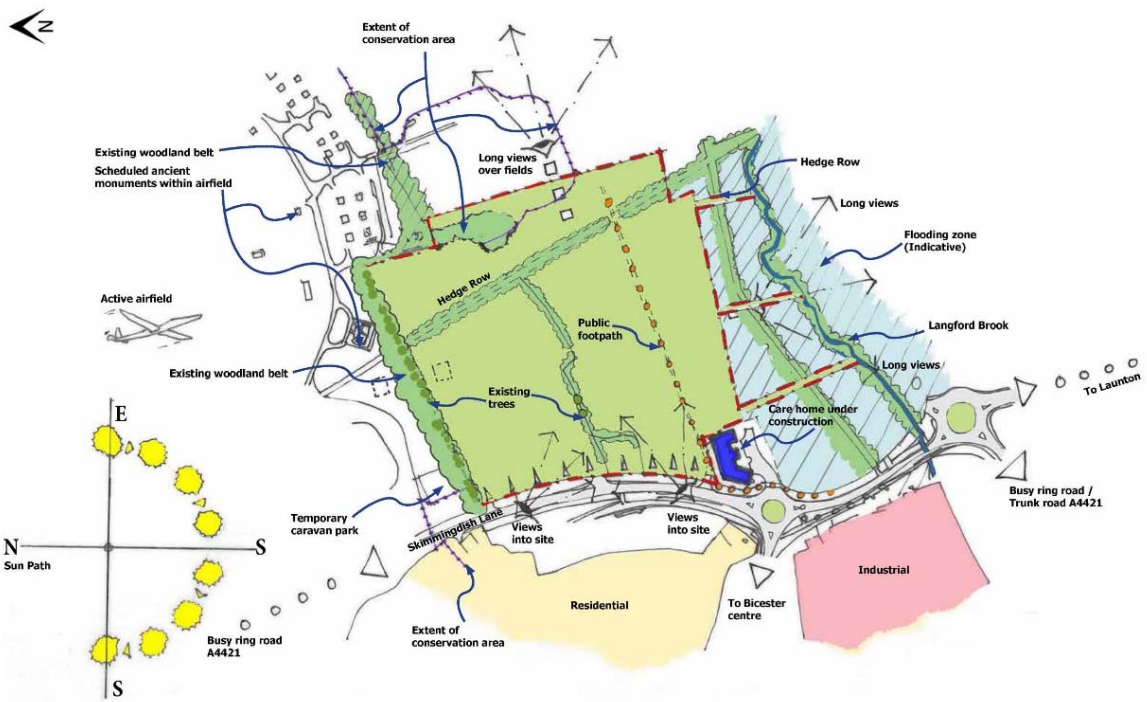 N
Extent of
conservation area
Existing woodland belt
Scheduled ancient
monuments within airfield
Long views
over fields
Hedge Row
Long views
Flooding zone
(Indicative)
Active airfield
Hedge Row
Public
footpath
Langford Brook
Existing woodland belt
Existing
trees
Long views
To Launton
Care home under
construction
E
Temporary
caravan park
Skimmingdish Lane
Views
into site
Views
into site
Busy ring road /
Trunk road A4421
N
S
Sun Path
Industrial
Residential
To Bicester
centre
Busy ring road
A4421
Extent of
conservation area
S